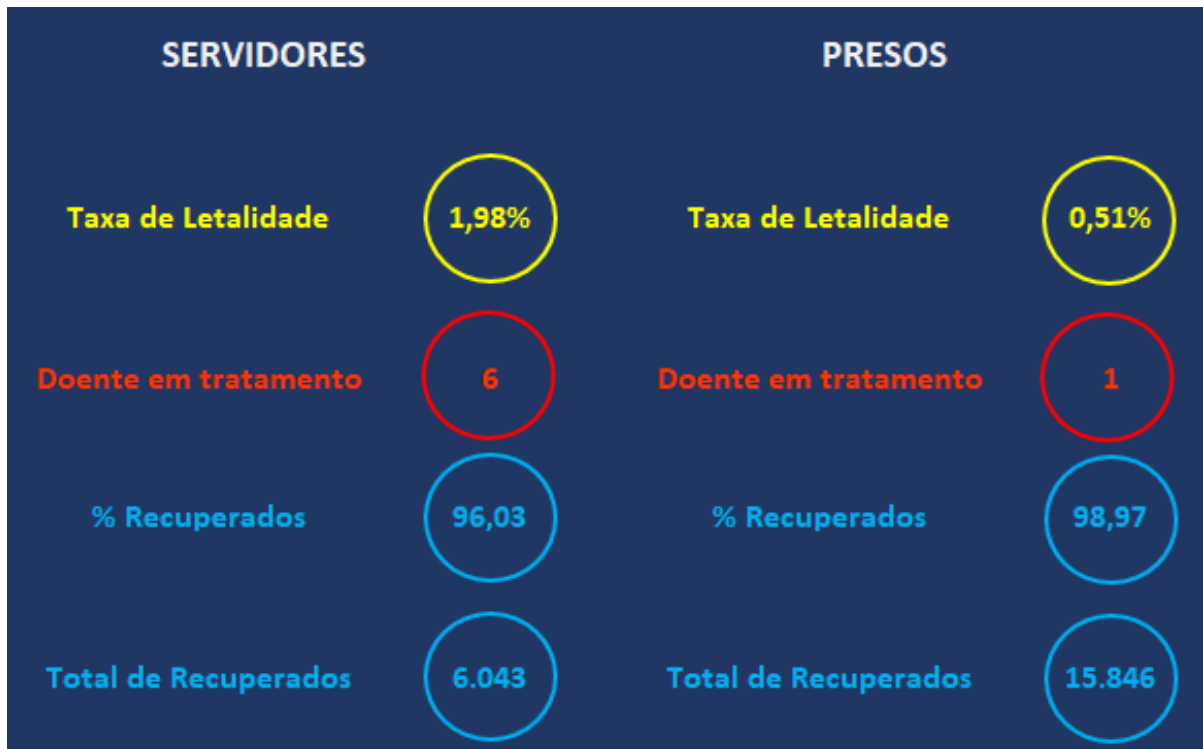 SERVIDORES
PRESOS
Taxa de Letalidade
1,98%
Taxa de Letalidade
0,51%
Doente em tratamento
6
Doente em tratamento
1
% Recuperados
96,03
% Recuperados
98,97
Total de Recuperados
6.043
Total de Recuperados
15.846